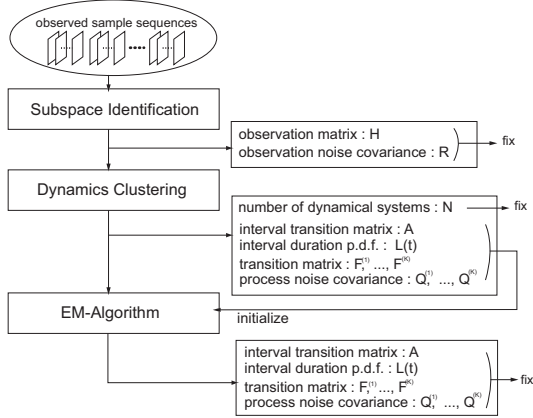 observed sample sequences
Subspace Identification
observation matrix : H
observation noise covariance : R
fix
Dynamics Clustering
number of dynamical systems : N
fix
interval transition matrix : A
interval duration p.d.f. : L(t)
transition matrix : F,⁽¹⁾ ..., F⁽ᴷ⁾
process noise covariance : Q,⁽¹⁾ ..., Q⁽ᴷ⁾
EM-Algorithm
initialize
interval transition matrix : A
interval duration p.d.f. : L(t)
transition matrix : F,⁽¹⁾ ..., F⁽ᴷ⁾
process noise covariance : Q,⁽¹⁾ ..., Q⁽ᴷ⁾
fix